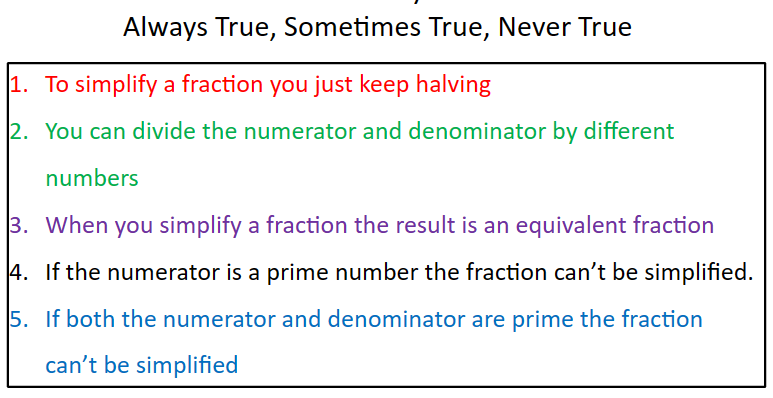 Always True, Sometimes True, Never True
1. To simplify a fraction you just keep halving
2. You can divide the numerator and denominator by different
numbers
3. When you simplify a fraction the result is an equivalent fraction
4. If the numerator is a prime number the fraction can’t be simplified.
5. If both the numerator and denominator are prime the fraction
can’t be simplified